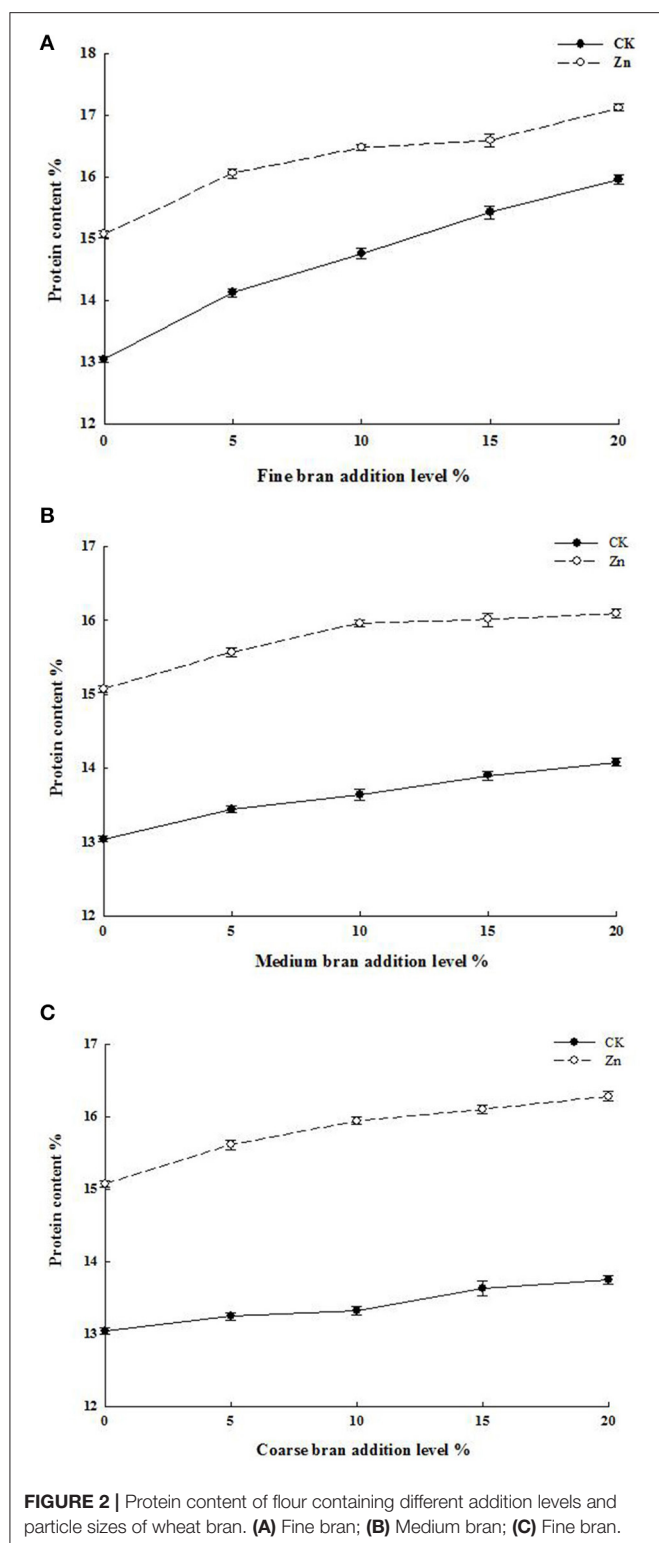 A
CK
Zn
18
17
16
15
14
13
12
Protein content %
0 5 10 15 20
Fine bran addition level %
B
CK
Zn
17
16
15
14
13
12
Protein content %
0 5 10 15 20
Medium bran addition level %
C
CK
Zn
17
16
15
14
13
12
Protein content %
0 5 10 15 20
Coarse bran addition level %
FIGURE 2 | Protein content of flour containing different addition levels and
particle sizes of wheat bran. (A) Fine bran; (B) Medium bran; (C) Fine bran.